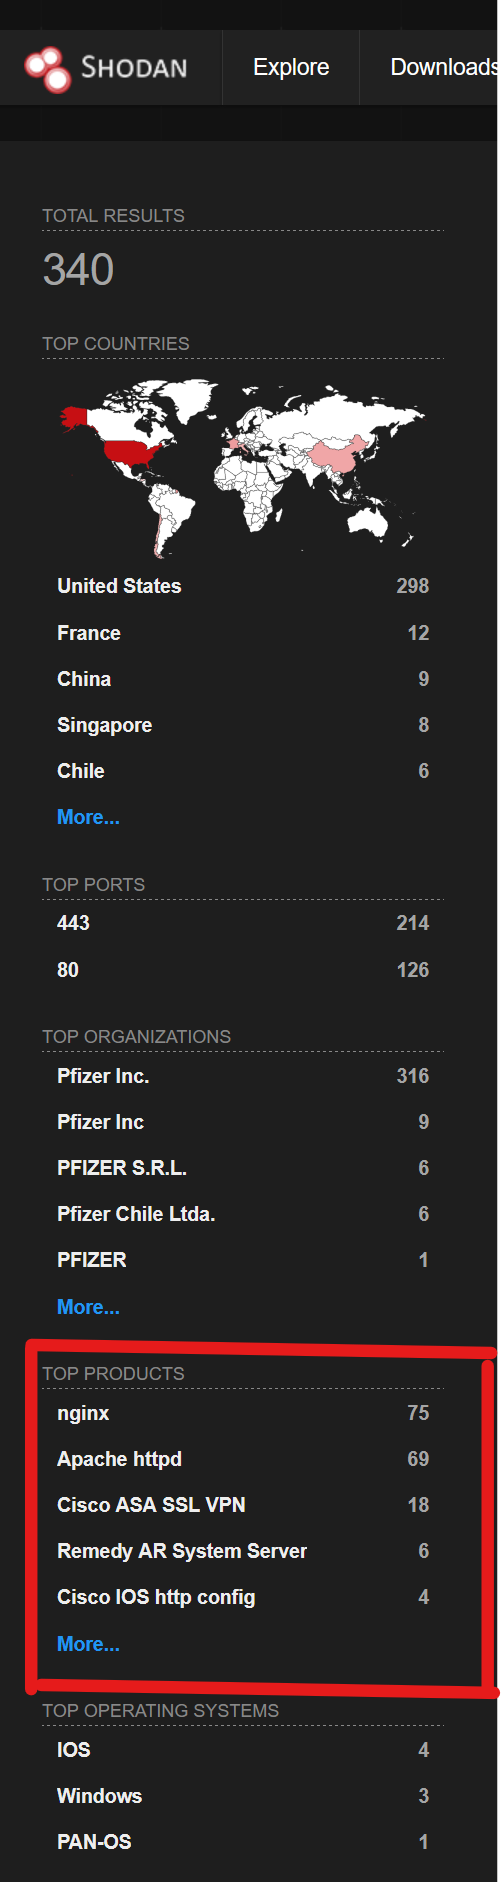 SHODAN Explore Downloads
TOTAL RESULTS
340
TOP COUNTRIES
United States 298
France 12
China 9
Singapore 8
Chile 6
More...
TOP PORTS
443 214
80 126
TOP ORGANIZATIONS
Pfizer Inc. 316
Pfizer Inc 9
PFIZER S.R.L. 6
Pfizer Chile Ltda. 6
PFIZER 1
More...
TOP PRODUCTS
nginx 75
Apache httpd 69
Cisco ASA SSL VPN 18
Remedy AR System Server 6
Cisco IOS http config 4
More...
TOP OPERATING SYSTEMS
IOS 4
Windows 3
PAN-OS 1